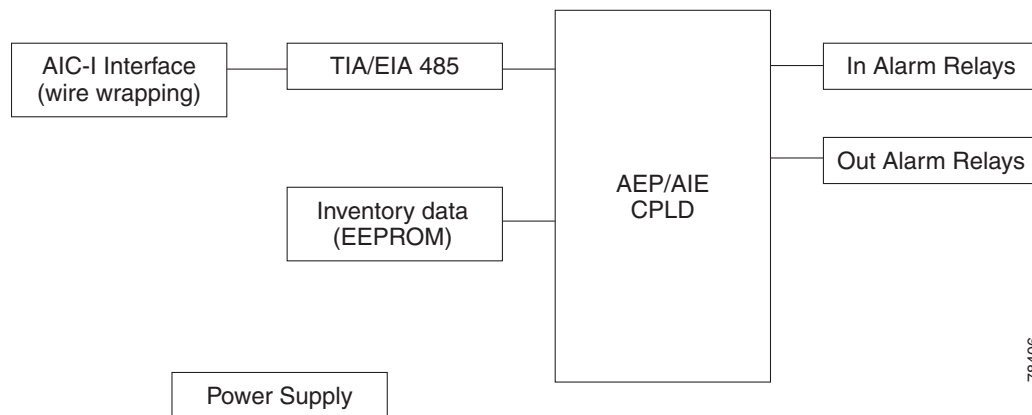 AIC-I Interface
(wire wrapping)
TIA/EIA 485
In Alarm Relays
Out Alarm Relays
AEP/AIE
CPLD
Inventory data
(EEPROM)
Power Supply